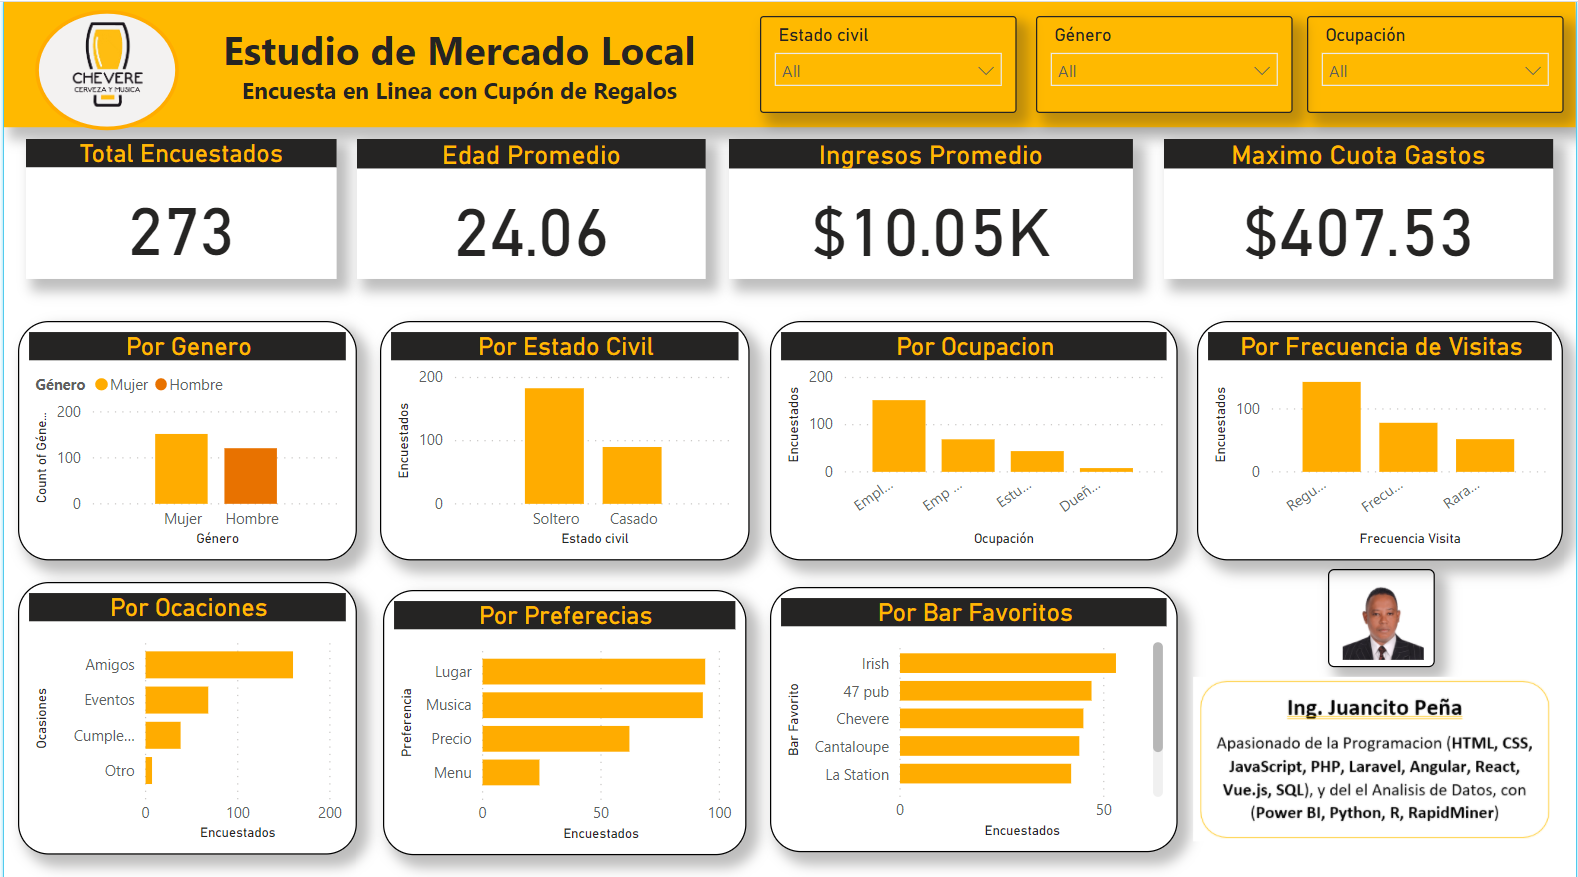 CHEVERE
CERVEZA Y MUSICA
Estudio de Mercado Local
Encuesta en Linea con Cupón de Regalos
Estado civil
All
Género
All
Ocupación
All
Total Encuestados
273
Edad Promedio
24.06
Ingresos Promedio
$10.05K
Maximo Cuota Gastos
$407.53
Por Genero
Género Mujer Hombre
Count of Géne...
200
100
0
Mujer Hombre
Género
Por Estado Civil
Encuestados
200
100
0
Soltero Casado
Estado civil
Por Ocupacion
Encuestados
200
100
0
Empl... Emp ... Estu... Dueñ...
Ocupación
Por Frecuencia de Visitas
Encuestados
100
0
Regu... Frecu... Rara...
Frecuencia Visita
Por Ocaciones
Ocasiones
Amigos
Eventos
Cumple...
Otro
0 100 200
Encuestados
Por Preferecias
Preferencia
Lugar
Musica
Precio
Menu
0 50 100
Encuestados
Por Bar Favoritos
Bar Favorito
Irish
47 pub
Chevere
Cantaloupe
La Station
0 50
Encuestados
Ing. Juancito Peña
Apasionado de la Programacion (HTML, CSS,
JavaScript, PHP, Laravel, Angular, React,
Vue.js, SQL), y del el Analisis de Datos, con
(Power BI, Python, R, RapidMiner)